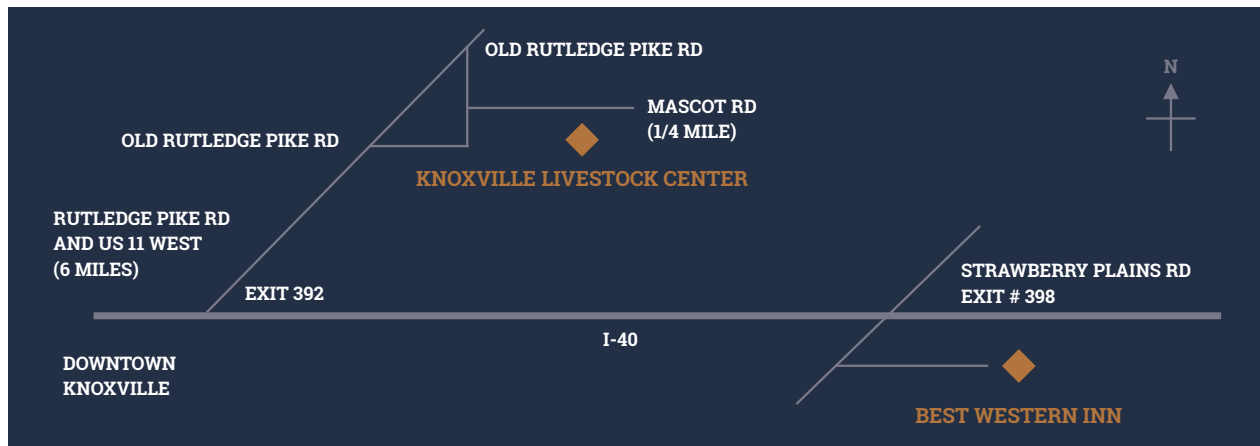 OLD RUTLEDGE PIKE RD
N
MASCOT RD
(1/4 MILE)
OLD RUTLEDGE PIKE RD
KNOXVILLE LIVESTOCK CENTER
RUTLEDGE PIKE RD
AND US 11 WEST
(6 MILES)
EXIT 392
STRAWBERRY PLAINS RD
EXIT # 398
I-40
DOWNTOWN
KNOXVILLE
BEST WESTERN INN